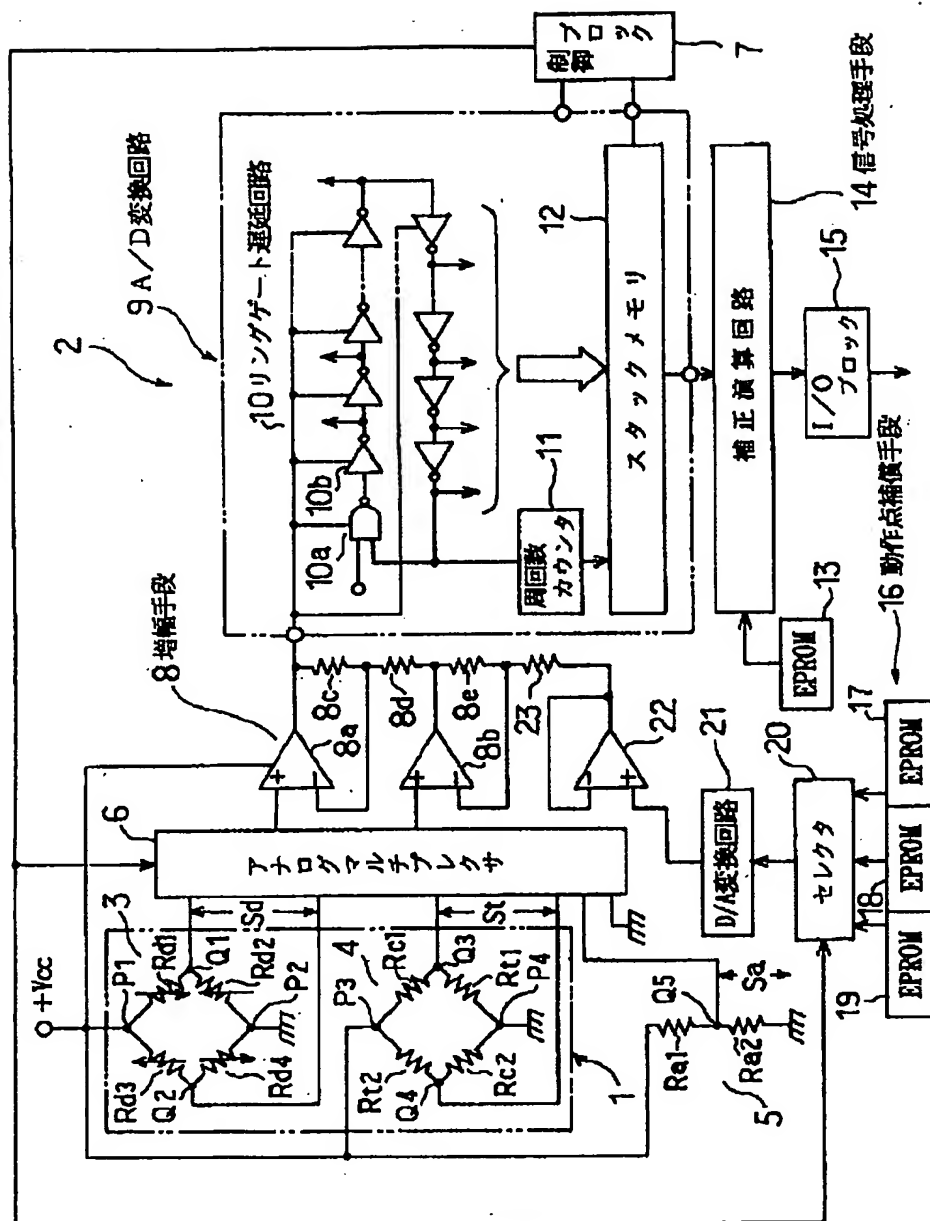 制御
ブロック
7
14 信号処理手段
9 A/D変換回路
2
10 リングゲート遅延回路
10a
10b
12
スタックメモリ
11
周回数
カウンタ
補正演算回路
15
I/O
ブロック
16 動作点補償手段
13
EPROM
8 増幅手段
8a
8b
8c
8d
8e
23
22
21
D/A変換回路
20
セレクタ
17
18
19
EPROM
EPROM
EPROM
6
アナログマルチプレクサ
+Vcc
3
P1
Rd1
Rd2
Rd3
Rd4
Q1
Q2
P2
Sd
4
P3
Rc1
Rt1
Rt2
Rc2
Q3
Q4
P4
St
1
Q5
Ra1
Ra2
Sa
5
+
-
+
-
-
+